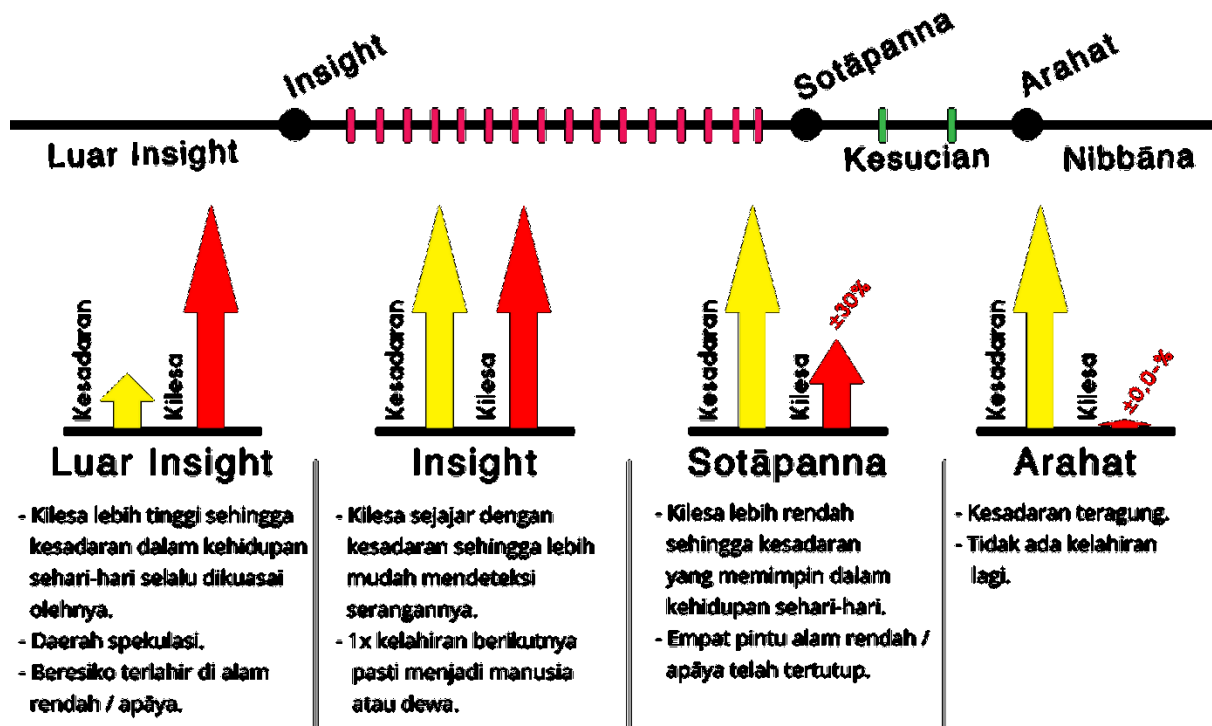 Insight
Sotāpanna
Arahat
Luar Insight
Kesucian
Nibbāna
Kesadaran
Kilesa
Kesadaran
Kilesa
Kesadaran
Kilesa
±30%
Kesadaran
Kilesa
±0,0-%
Luar Insight
- Kilesa lebih tinggi sehingga
kesadaran dalam kehidupan
sehari-hari selalu dikuasai
olehnya.
- Daerah spekulasi.
- Beresiko terlahir di alam
rendah / apāya.
Insight
- Kilesa sejajar dengan
kesadaran sehingga lebih
mudah mendeteksi
serangannya.
- 1x kelahiran berikutnya
pasti menjadi manusia
atau dewa.
Sotāpanna
- Kilesa lebih rendah
sehingga kesadaran
yang memimpin dalam
kehidupan sehari-hari.
- Empat pintu alam rendah /
apāya telah tertutup.
Arahat
- Kesadaran teragung.
- Tidak ada kelahiran
lagi.